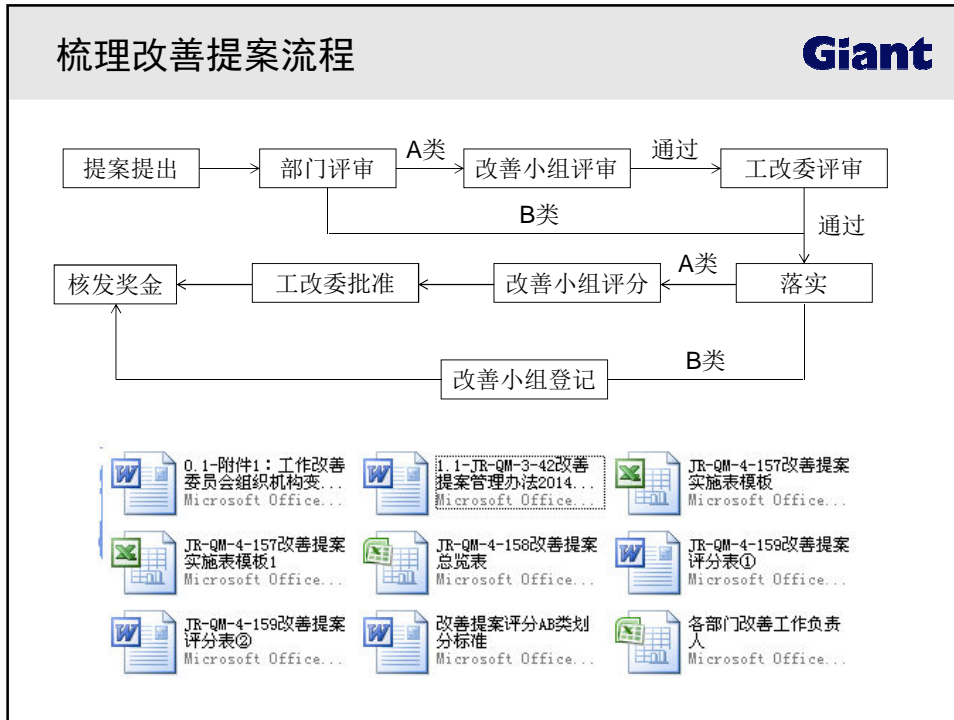 梳理改善提案流程
Giant
提案提出
部门评审
A类
改善小组评审
通过
工改委评审
B类
通过
核发奖金
工改委批准
改善小组评分
A类
落实
改善小组登记
B类
0.1-附件1：工作改善
委员会组织机构变...
Microsoft Office...
1.1-JR-QM-3-42改善
提案管理办法2014...
Microsoft Office...
JR-QM-4-157改善提案
实施表模板
Microsoft Office...
JR-QM-4-157改善提案
实施表模板1
Microsoft Office...
JR-QM-4-158改善提案
总览表
Microsoft Office...
JR-QM-4-159改善提案
评分表①
Microsoft Office...
JR-QM-4-159改善提案
评分表②
Microsoft Office...
改善提案评分AB类划
分标准
Microsoft Office...
各部门改善工作负责
人
Microsoft Office...